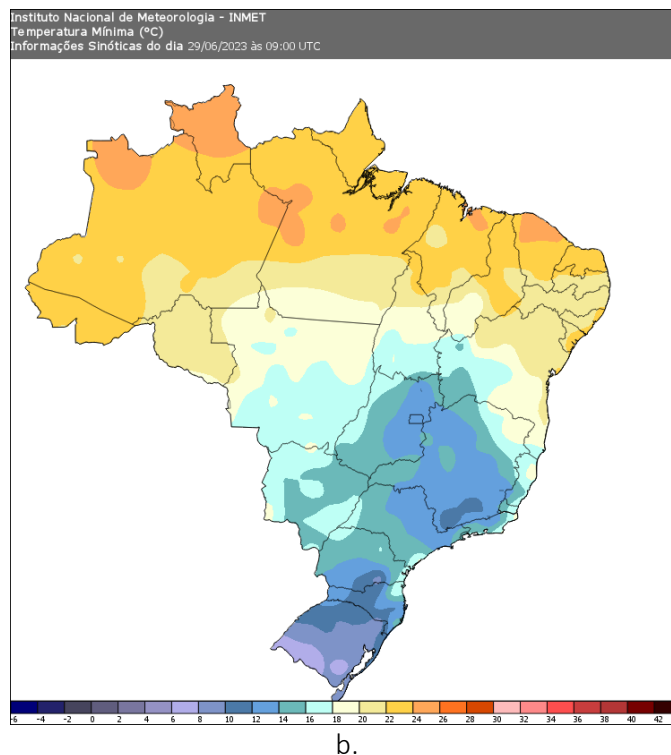 Instituto Nacional de Meteorologia - INMET
Temperatura Mínima (ºC)
Informações Sinóticas do dia 29/06/2023 às 09:00 UTC
-6 -4 -2 0 2 4 6 8 10 12 14 16 18 20 22 24 26 28 30 32 34 36 38 40 42
b.